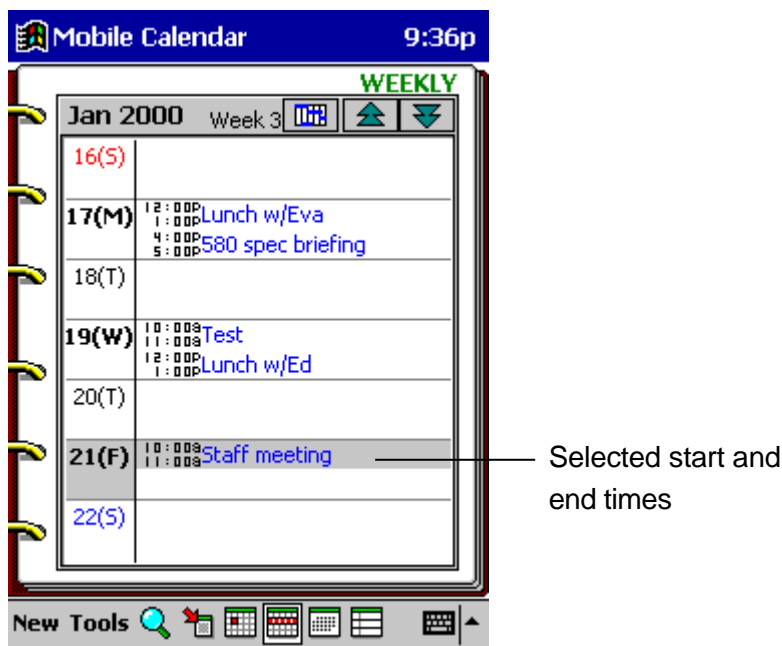 Mobile Calendar 9:36p
WEEKLY
Jan 2000 Week 3
16(S)
17(M) 12:00P Lunch w/Eva
1:00P
4:00P 580 spec briefing
5:00P
18(T)
19(W) 10:00a Test
11:00a
12:00P Lunch w/Ed
1:00P
20(T)
21(F) 10:00a Staff meeting
11:00a
Selected start and
end times
22(S)
New Tools